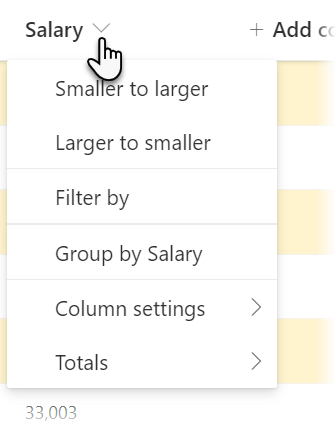 Salary + Add co
Smaller to larger
Larger to smaller
Filter by
Group by Salary
Column settings
Totals
33,003